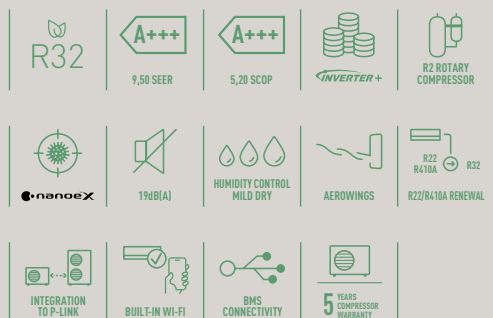 R32
A+++
9,50 SEER
A+++
5,20 SCOP
INVERTER+
R2 ROTARY
COMPRESSOR
nanoeX
19dB(A)
HUMIDITY CONTROL
MILD DRY
AEROWINGS
R22
R410A
R32
R22/R410A RENEWAL
INTEGRATION
TO P-LINK
BUILT-IN WI-FI
BMS
CONNECTIVITY
5 YEARS
COMPRESSOR
WARRANTY